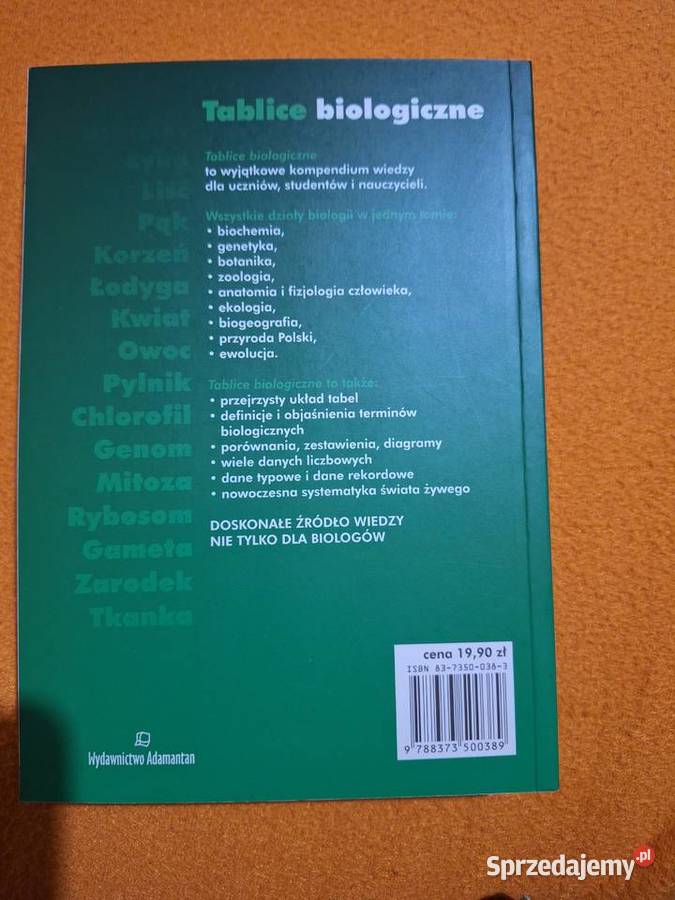 Tablice biologiczne
Tablice biologiczne
to wyjątkowe kompendium wiedzy
dla uczniów, studentów i nauczycieli.
Wszystkie działy biologii w jednym tomie:
• biochemia,
• genetyka,
• botanika,
• zoologia,
• anatomia i fizjologia człowieka,
• ekologia,
• biogeografia,
• przyroda Polski,
• ewolucja.
Tablice biologiczne to także:
• przejrzysty układ tabel
• definicje i objaśnienia terminów
biologicznych
• porównania, zestawienia, diagramy
• wiele danych liczbowych
• dane typowe i dane rekordowe
• nowoczesna systematyka świata żywego
DOSKONAŁE ŹRÓDŁO WIEDZY
NIE TYLKO DLA BIOLOGÓW
Liść
Pąk
Korzeń
Łodyga
Kwiat
Owoc
Pylnik
Chlorofil
Genom
Mitoza
Rybosom
Gameta
Zarodek
Tkanka
cena 19,90 zł
ISBN 83-7350-038-3
9 788373 500389
Wydawnictwo Adamantan
Sprzedajemy.pl